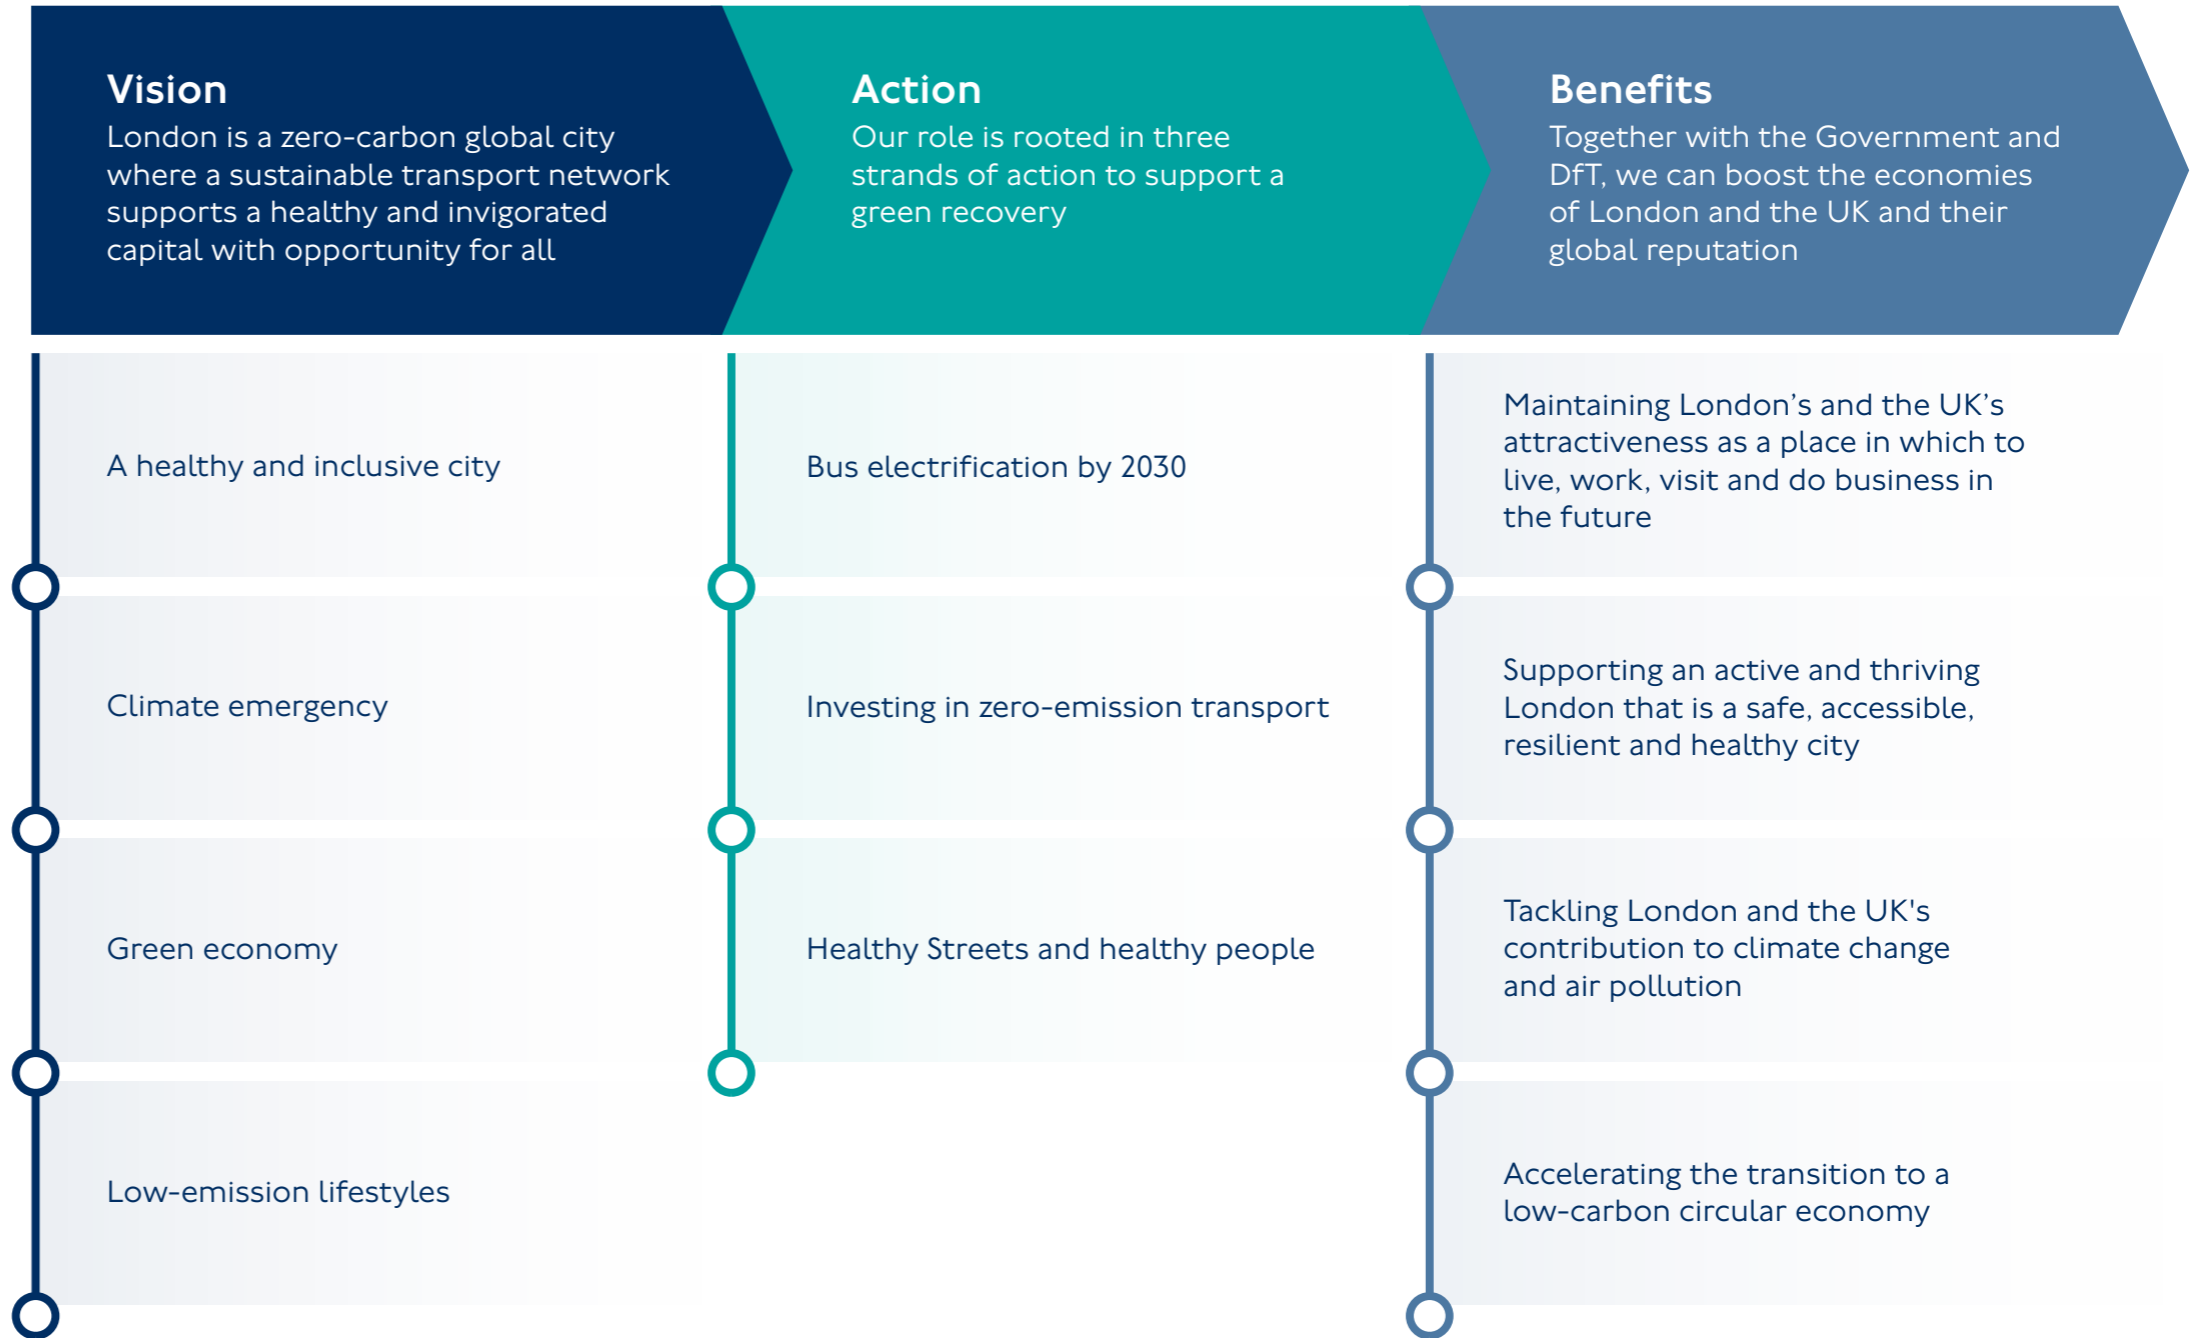 Vision
London is a zero-carbon global city
where a sustainable transport network
supports a healthy and invigorated
capital with opportunity for all
A healthy and inclusive city
Climate emergency
Green economy
Low-emission lifestyles
Action
Our role is rooted in three
strands of action to support a
green recovery
Bus electrification by 2030
Investing in zero-emission transport
Healthy Streets and healthy people
Benefits
Together with the Government and
DfT, we can boost the economies
of London and the UK and their
global reputation
Maintaining London’s and the UK’s
attractiveness as a place in which to
live, work, visit and do business in
the future
Supporting an active and thriving
London that is a safe, accessible,
resilient and healthy city
Tackling London and the UK's
contribution to climate change
and air pollution
Accelerating the transition to a
low-carbon circular economy